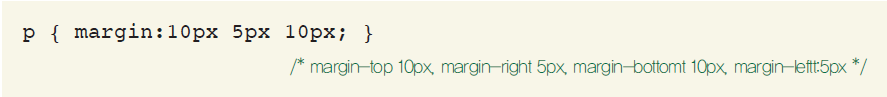 p { margin:10px 5px 10px; }
/* margin-top 10px, margin-right 5px, margin-bottomt 10px, margin-leftt:5px */